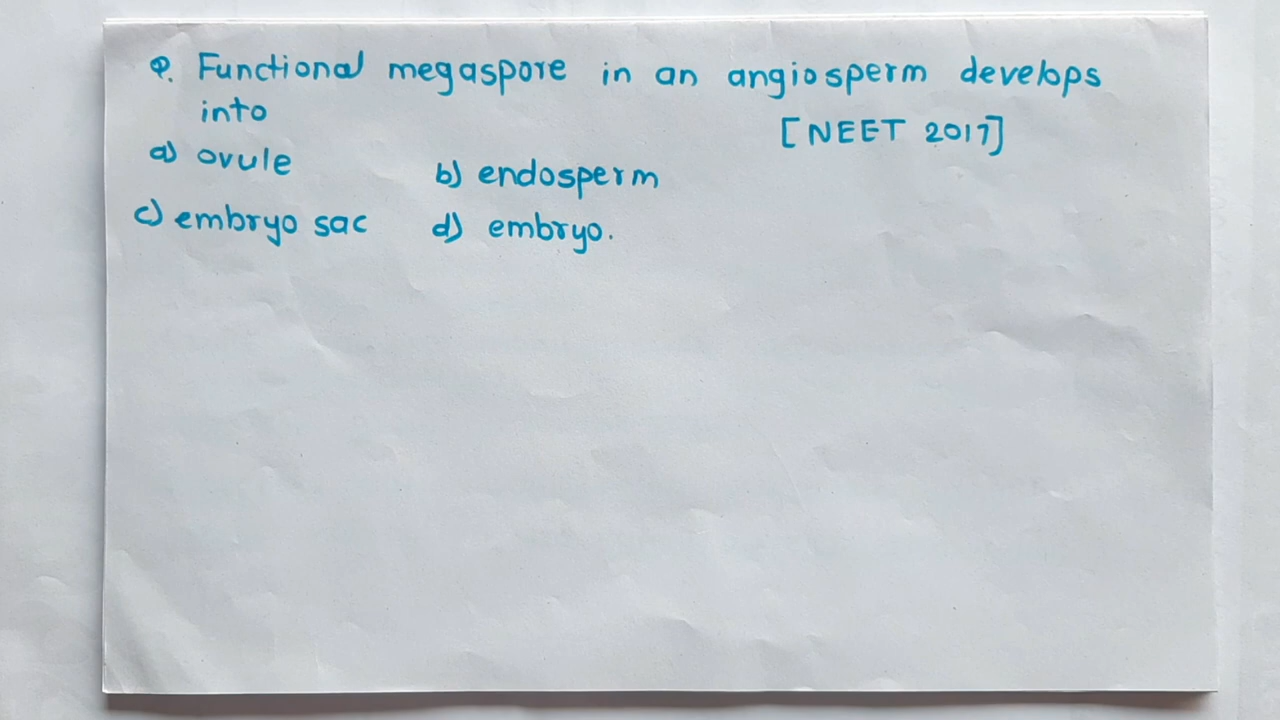 Q. Functional megaspore in an angiosperm develops
into
[NEET 2017]
a) ovule
b) endosperm
c) embryo sac
d) embryo.